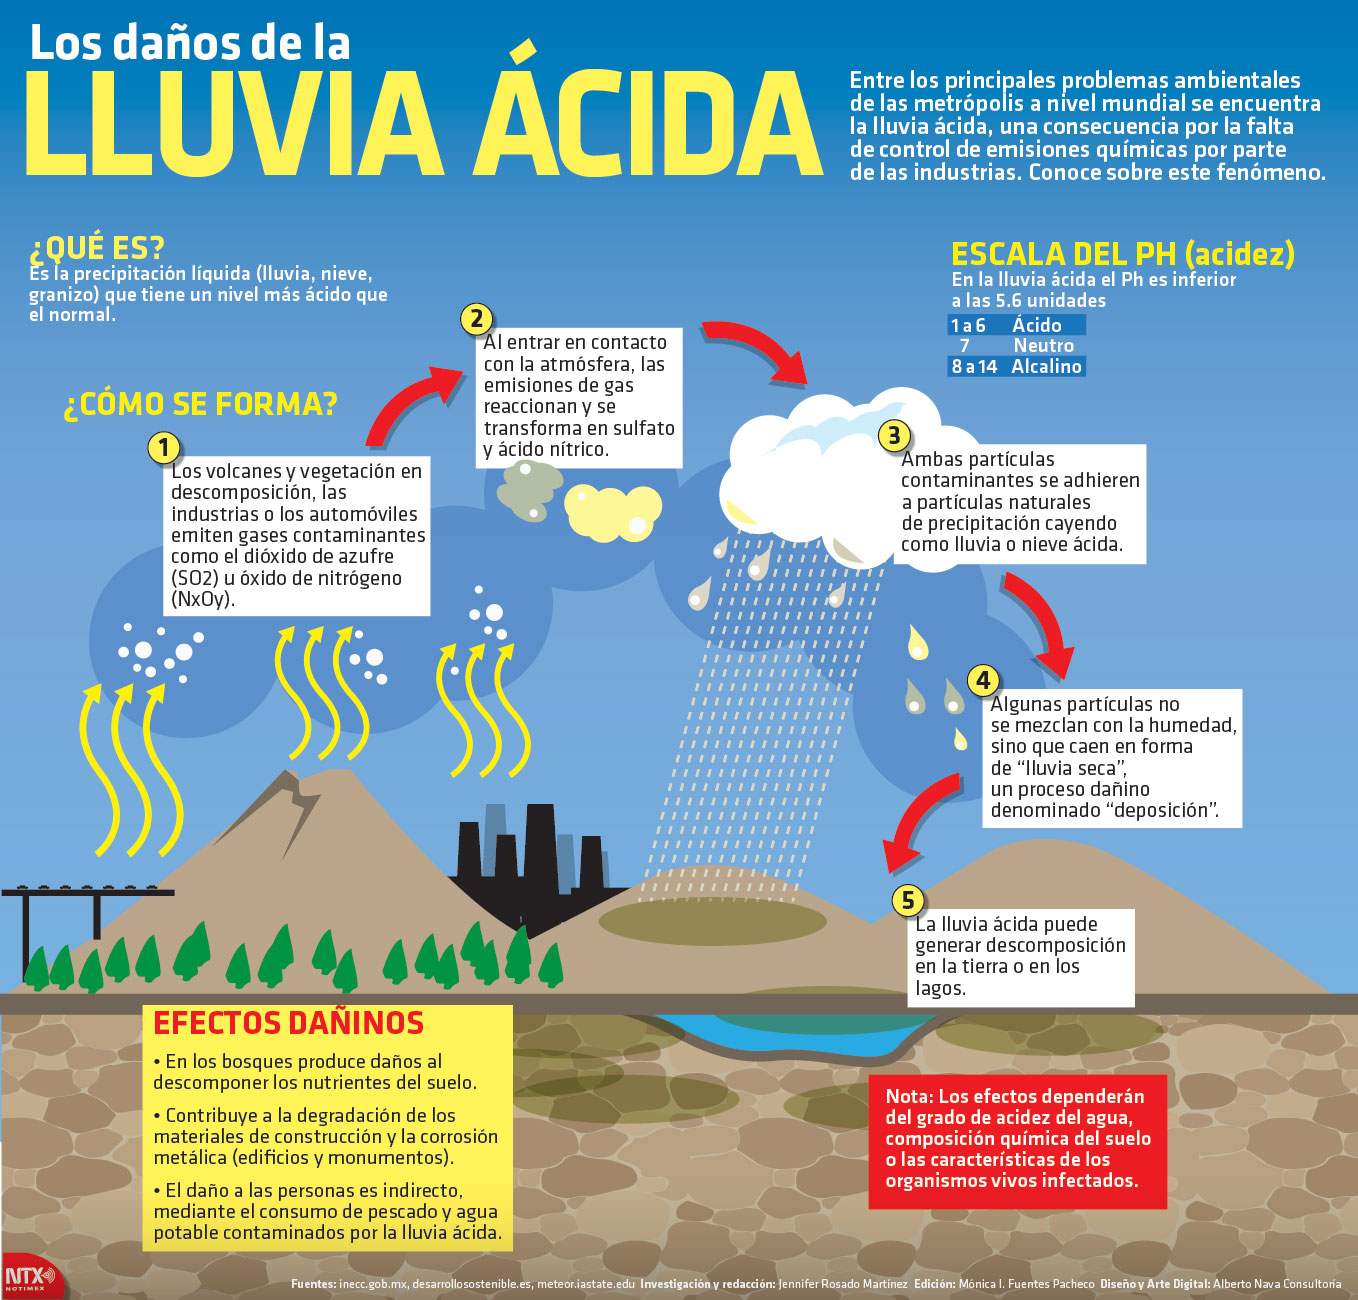 Los daños de la
LLUVIA ÁCIDA
Entre los principales problemas ambientales
de las metrópolis a nivel mundial se encuentra
la lluvia ácida, una consecuencia por la falta
de control de emisiones químicas por parte
de las industrias. Conoce sobre este fenómeno.
¿QUÉ ES?
Es la precipitación líquida (lluvia, nieve,
granizo) que tiene un nivel más ácido que
el normal.
ESCALA DEL PH (acidez)
En la lluvia ácida el Ph es inferior
a las 5.6 unidades
1 a 6 Ácido
7 Neutro
8 a 14 Alcalino
¿CÓMO SE FORMA?
1
Los volcanes y vegetación en
descomposición, las
industrias o los automóviles
emiten gases contaminantes
como el dióxido de azufre
(SO2) u óxido de nitrógeno
(NxOy).
2
Al entrar en contacto
con la atmósfera, las
emisiones de gas
reaccionan y se
transforma en sulfato
y ácido nítrico.
3
Ambas partículas
contaminantes se adhieren
a partículas naturales
de precipitación cayendo
como lluvia o nieve ácida.
4
Algunas partículas no
se mezclan con la humedad,
sino que caen en forma
de “lluvia seca”,
un proceso dañino
denominado “deposición”.
5
La lluvia ácida puede
generar descomposición
en la tierra o en los
lagos.
EFECTOS DAÑINOS
• En los bosques produce daños al
descomponer los nutrientes del suelo.
• Contribuye a la degradación de los
materiales de construcción y la corrosión
metálica (edificios y monumentos).
• El daño a las personas es indirecto,
mediante el consumo de pescado y agua
potable contaminados por la lluvia ácida.
Nota: Los efectos dependerán
del grado de acidez del agua,
composición química del suelo
o las características de los
organismos vivos infectados.
NTX
NOTIMEX
Fuentes: inecc.gob.mx, desarrollosostenible.es, meteor.iastate.edu Investigación y redacción: Jennifer Rosado Martínez Edición: Mónica I. Fuentes Pacheco Diseño y Arte Digital: Alberto Nava Consultoría